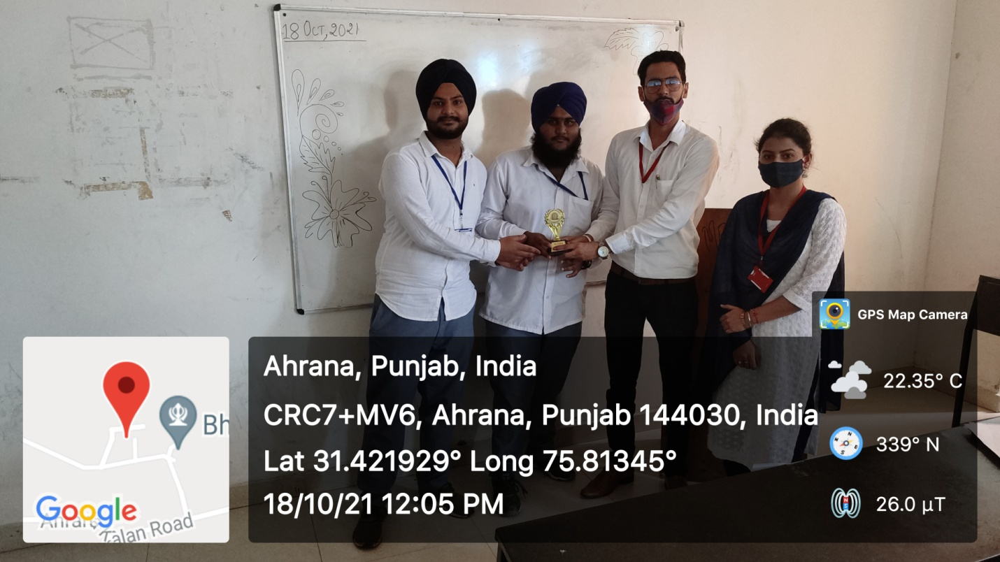 18 OCT, 2021
GPS Map Camera
Ahrana, Punjab, India
CRC7+MV6, Ahrana, Punjab 144030, India
Lat 31.421929° Long 75.81345°
18/10/21 12:05 PM
22.35° C
339° N
26.0 µT
Bh
Google
Talan Road